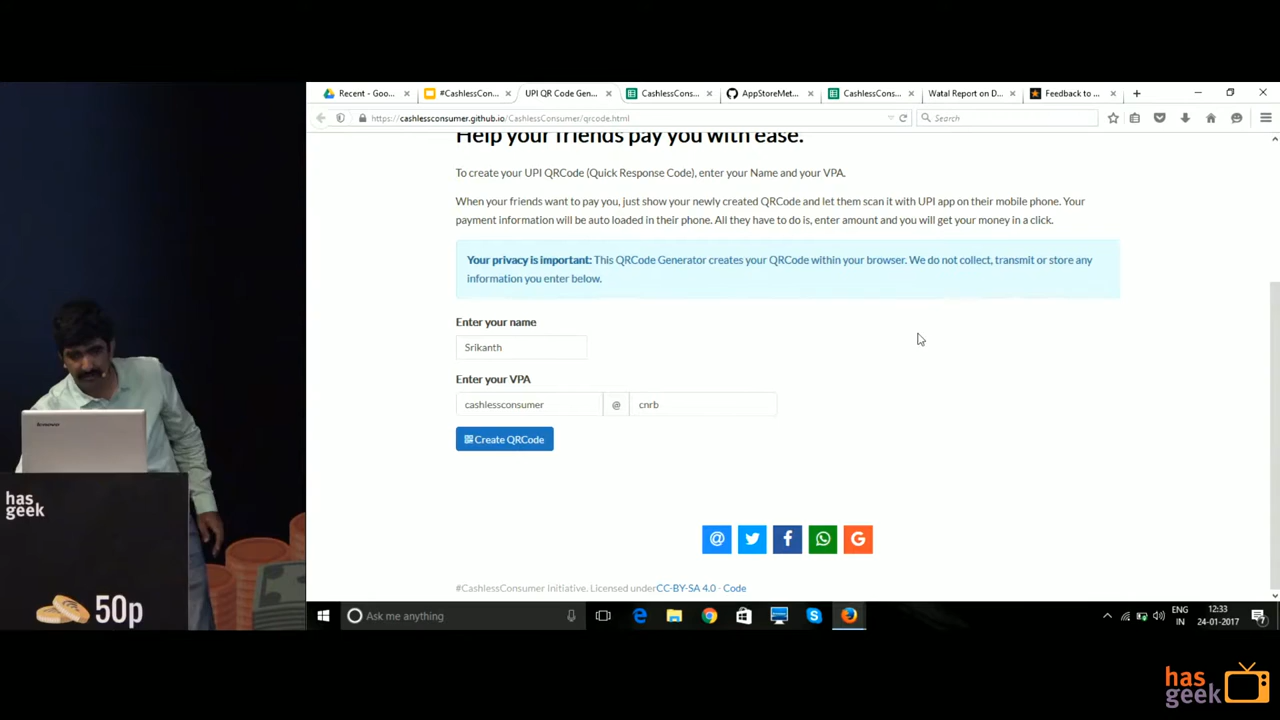 Recent - Goo...
#CashlessCon...
UPI QR Code Gen...
CashlessCons...
AppStoreMet...
CashlessCons...
Watal Report on D...
Feedback to ...
https://cashlessconsumer.github.io/CashlessConsumer/qrcode.html
Search
Help your friends pay you with ease.
To create your UPI QRCode (Quick Response Code), enter your Name and your VPA.
When your friends want to pay you, just show your newly created QRCode and let them scan it with UPI app on their mobile phone. Your
payment information will be auto loaded in their phone. All they have to do is, enter amount and you will get your money in a click.
Your privacy is important: This QRCode Generator creates your QRCode within your browser. We do not collect, transmit or store any
information you enter below.
Enter your name
Srikanth
Enter your VPA
cashlessconsumer @ cnrb
Create QRCode
#CashlessConsumer Initiative. Licensed underCC-BY-SA 4.0 · Code
Ask me anything
ENG
IN
12:33
24-01-2017
has
geek
50p
has
geek